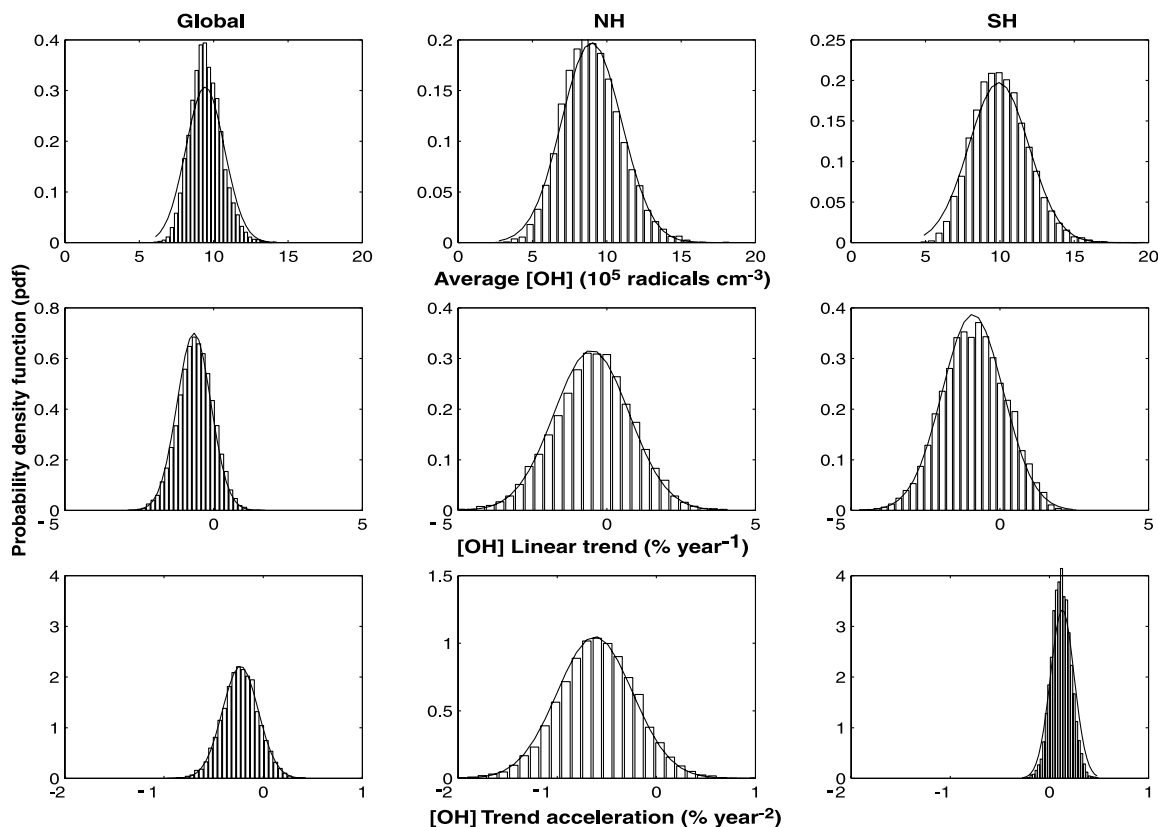 Global
NH
SH
0.4
0.3
0.2
0.1
0
0 5 10 15 20
0.2
0.15
0.1
0.05
0
0 5 10 15 20
0.25
0.2
0.15
0.1
0.05
0
0 5 10 15 20
Average [OH] (10⁵ radicals cm⁻³)
Probability density function (pdf)
0.8
0.6
0.4
0.2
0
-5 0 5
0.4
0.3
0.2
0.1
0
-5 0 5
0.4
0.3
0.2
0.1
0
-5 0 5
[OH] Linear trend (% year⁻¹)
4
3
2
1
0
-2 -1 0 1
1.5
1
0.5
0
-2 -1 0 1
4
3
2
1
0
-2 -1 0 1
[OH] Trend acceleration (% year⁻²)